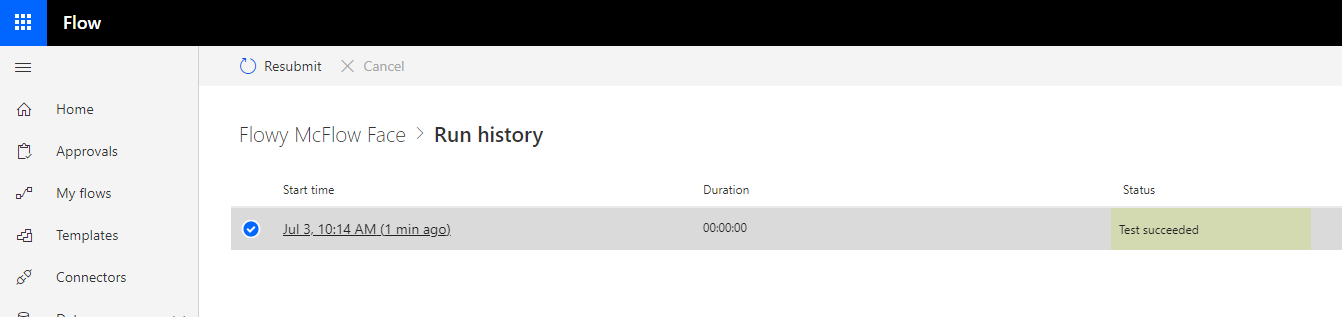 Flow
Resubmit Cancel
Home
Approvals
My flows
Templates
Connectors
Flowy McFlow Face > Run history
Start time Duration Status
Jul 3, 10:14 AM (1 min ago) 00:00:00 Test succeeded